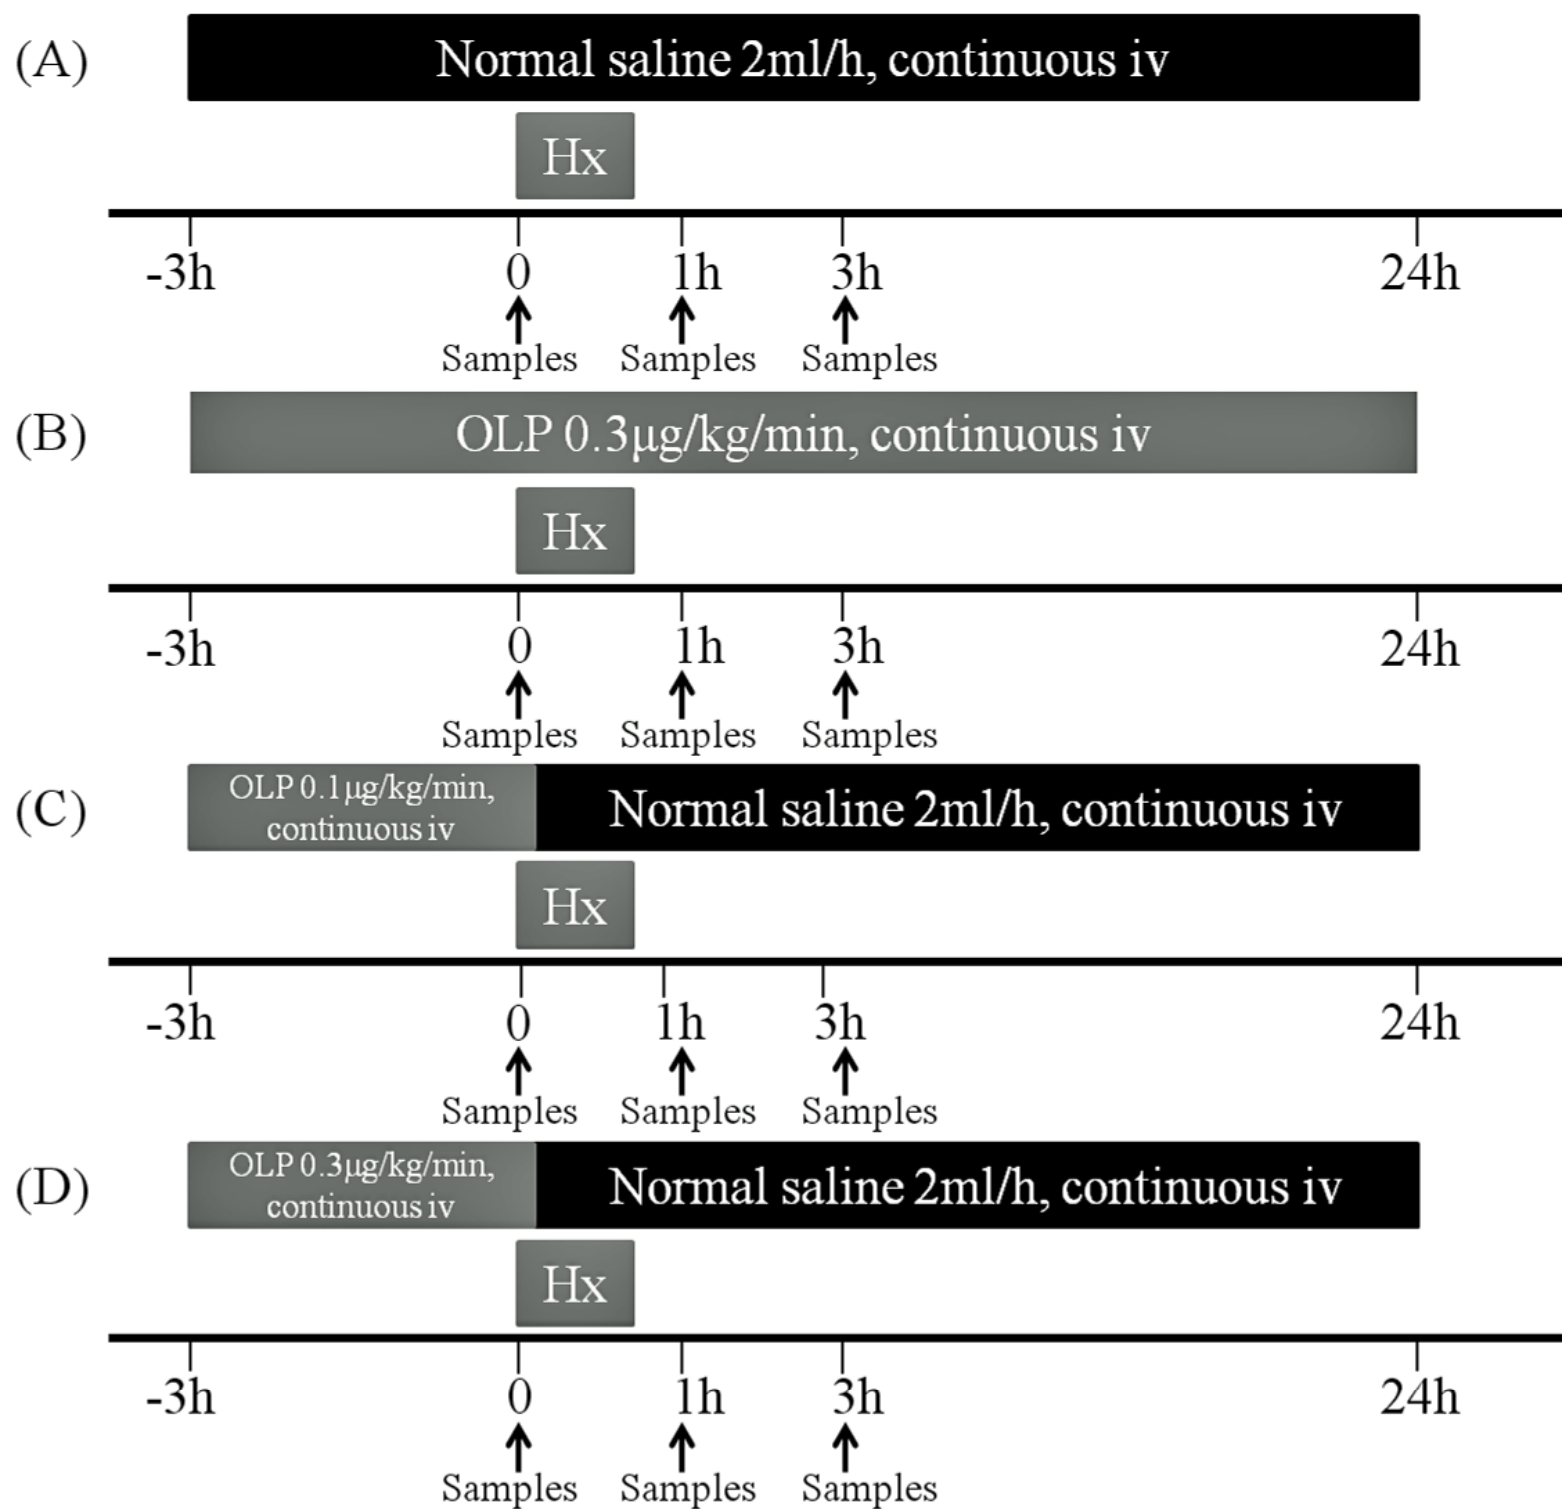 (A)
Normal saline 2ml/h, continuous iv
Hx
-3h 0 1h 3h 24h
Samples Samples Samples
(B)
OLP 0.3μg/kg/min, continuous iv
Hx
-3h 0 1h 3h 24h
Samples Samples Samples
(C)
OLP 0.1μg/kg/min,
continuous iv
Normal saline 2ml/h, continuous iv
Hx
-3h 0 1h 3h 24h
Samples Samples Samples
(D)
OLP 0.3μg/kg/min,
continuous iv
Normal saline 2ml/h, continuous iv
Hx
-3h 0 1h 3h 24h
Samples Samples Samples